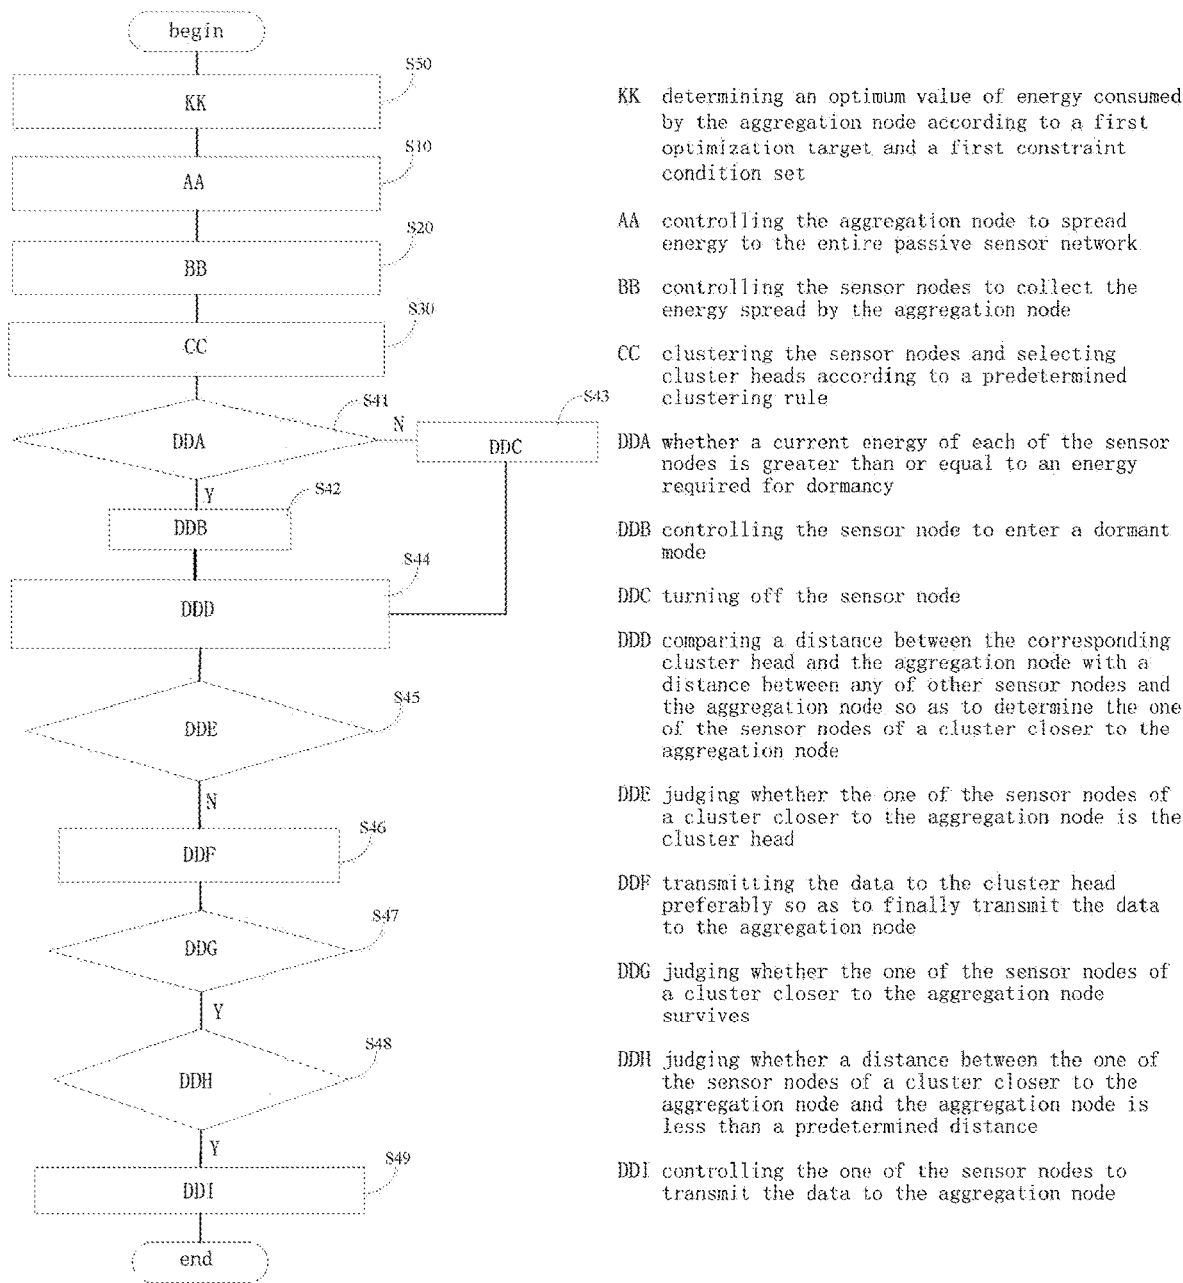 begin
S50
KK
S10
AA
S20
BB
S30
CC
S41
DDA
N
S43
DDC
Y
S42
DDB
S44
DDD
S45
DDE
N
S46
DDF
S47
DDG
Y
S48
DDH
Y
S49
DDI
end
KK determining an optimum value of energy consumed
by the aggregation node according to a first
optimization target and a first constraint
condition set
AA controlling the aggregation node to spread
energy to the entire passive sensor network
BB controlling the sensor nodes to collect the
energy spread by the aggregation node
CC clustering the sensor nodes and selecting
cluster heads according to a predetermined
clustering rule
DDA whether a current energy of each of the sensor
nodes is greater than or equal to an energy
required for dormancy
DDB controlling the sensor node to enter a dormant
mode
DDC turning off the sensor node
DDD comparing a distance between the corresponding
cluster head and the aggregation node with a
distance between any of other sensor nodes and
the aggregation node so as to determine the one
of the sensor nodes of a cluster closer to the
aggregation node
DDE judging whether the one of the sensor nodes of
a cluster closer to the aggregation node is the
cluster head
DDF transmitting the data to the cluster head
preferably so as to finally transmit the data
to the aggregation node
DDG judging whether the one of the sensor nodes of
a cluster closer to the aggregation node
survives
DDH judging whether a distance between the one of
the sensor nodes of a cluster closer to the
aggregation node and the aggregation node is
less than a predetermined distance
DDI controlling the one of the sensor nodes to
transmit the data to the aggregation node